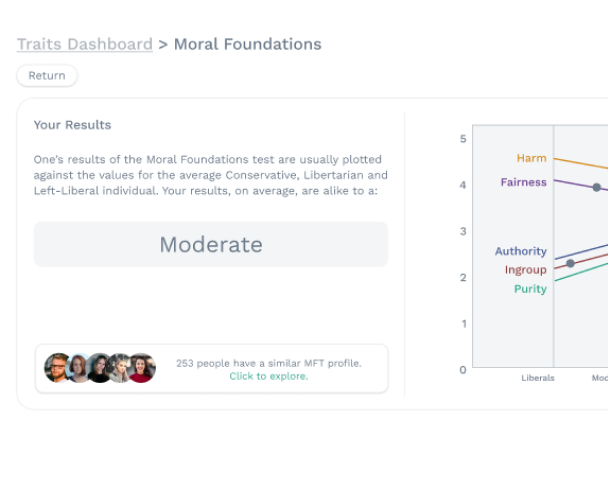 Traits Dashboard > Moral Foundations
Return
Your Results
One's results of the Moral Foundations test are usually plotted
against the values for the average Conservative, Libertarian and
Left-Liberal individual. Your results, on average, are alike to a:
Moderate
253 people have a similar MFT profile.
Click to explore.
5
Harm
Fairness
4
3
Authority
Ingroup
2
Purity
1
0
Liberals
Moc